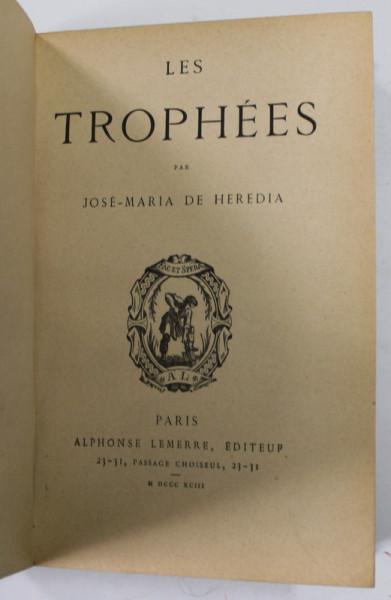 LES
TROPHÉES
PAR
JOSÉ-MARIA DE HEREDIA
FAC ET SPERA
A L
PARIS
ALPHONSE LEMERRE, ÉDITEUR
23-31, PASSAGE CHOISEUL, 23-31
M DCCC XCIII